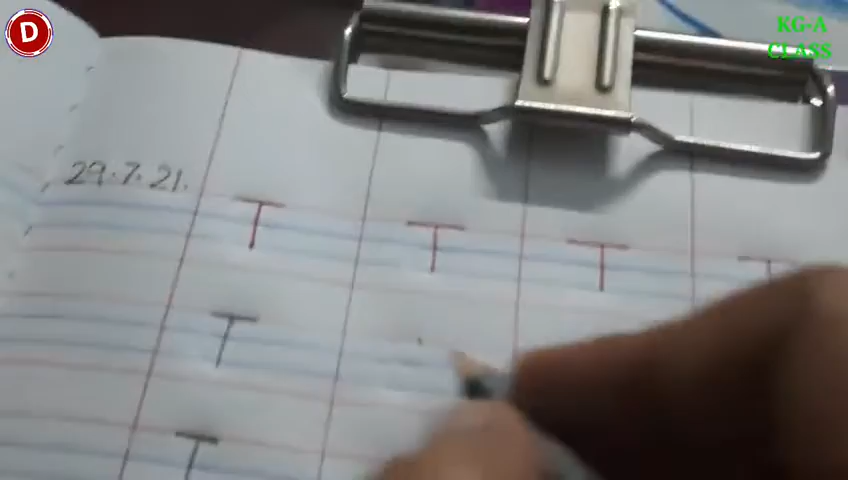 D
KG-A
CLASS
29.7.21.
T T T T
T
T